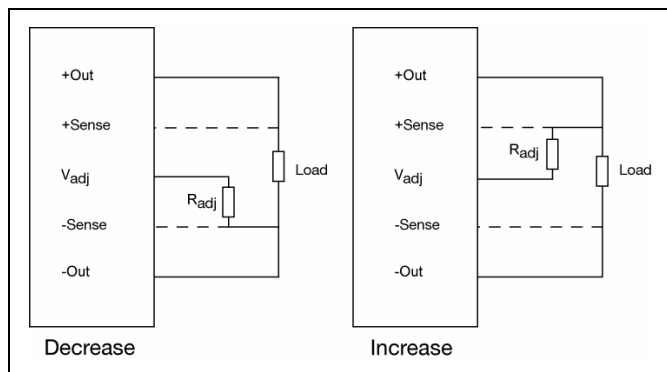 +Out
+Sense
Vadj
-Sense
-Out
Radj
Load
Decrease
+Out
+Sense
Vadj
-Sense
-Out
Radj
Load
Increase